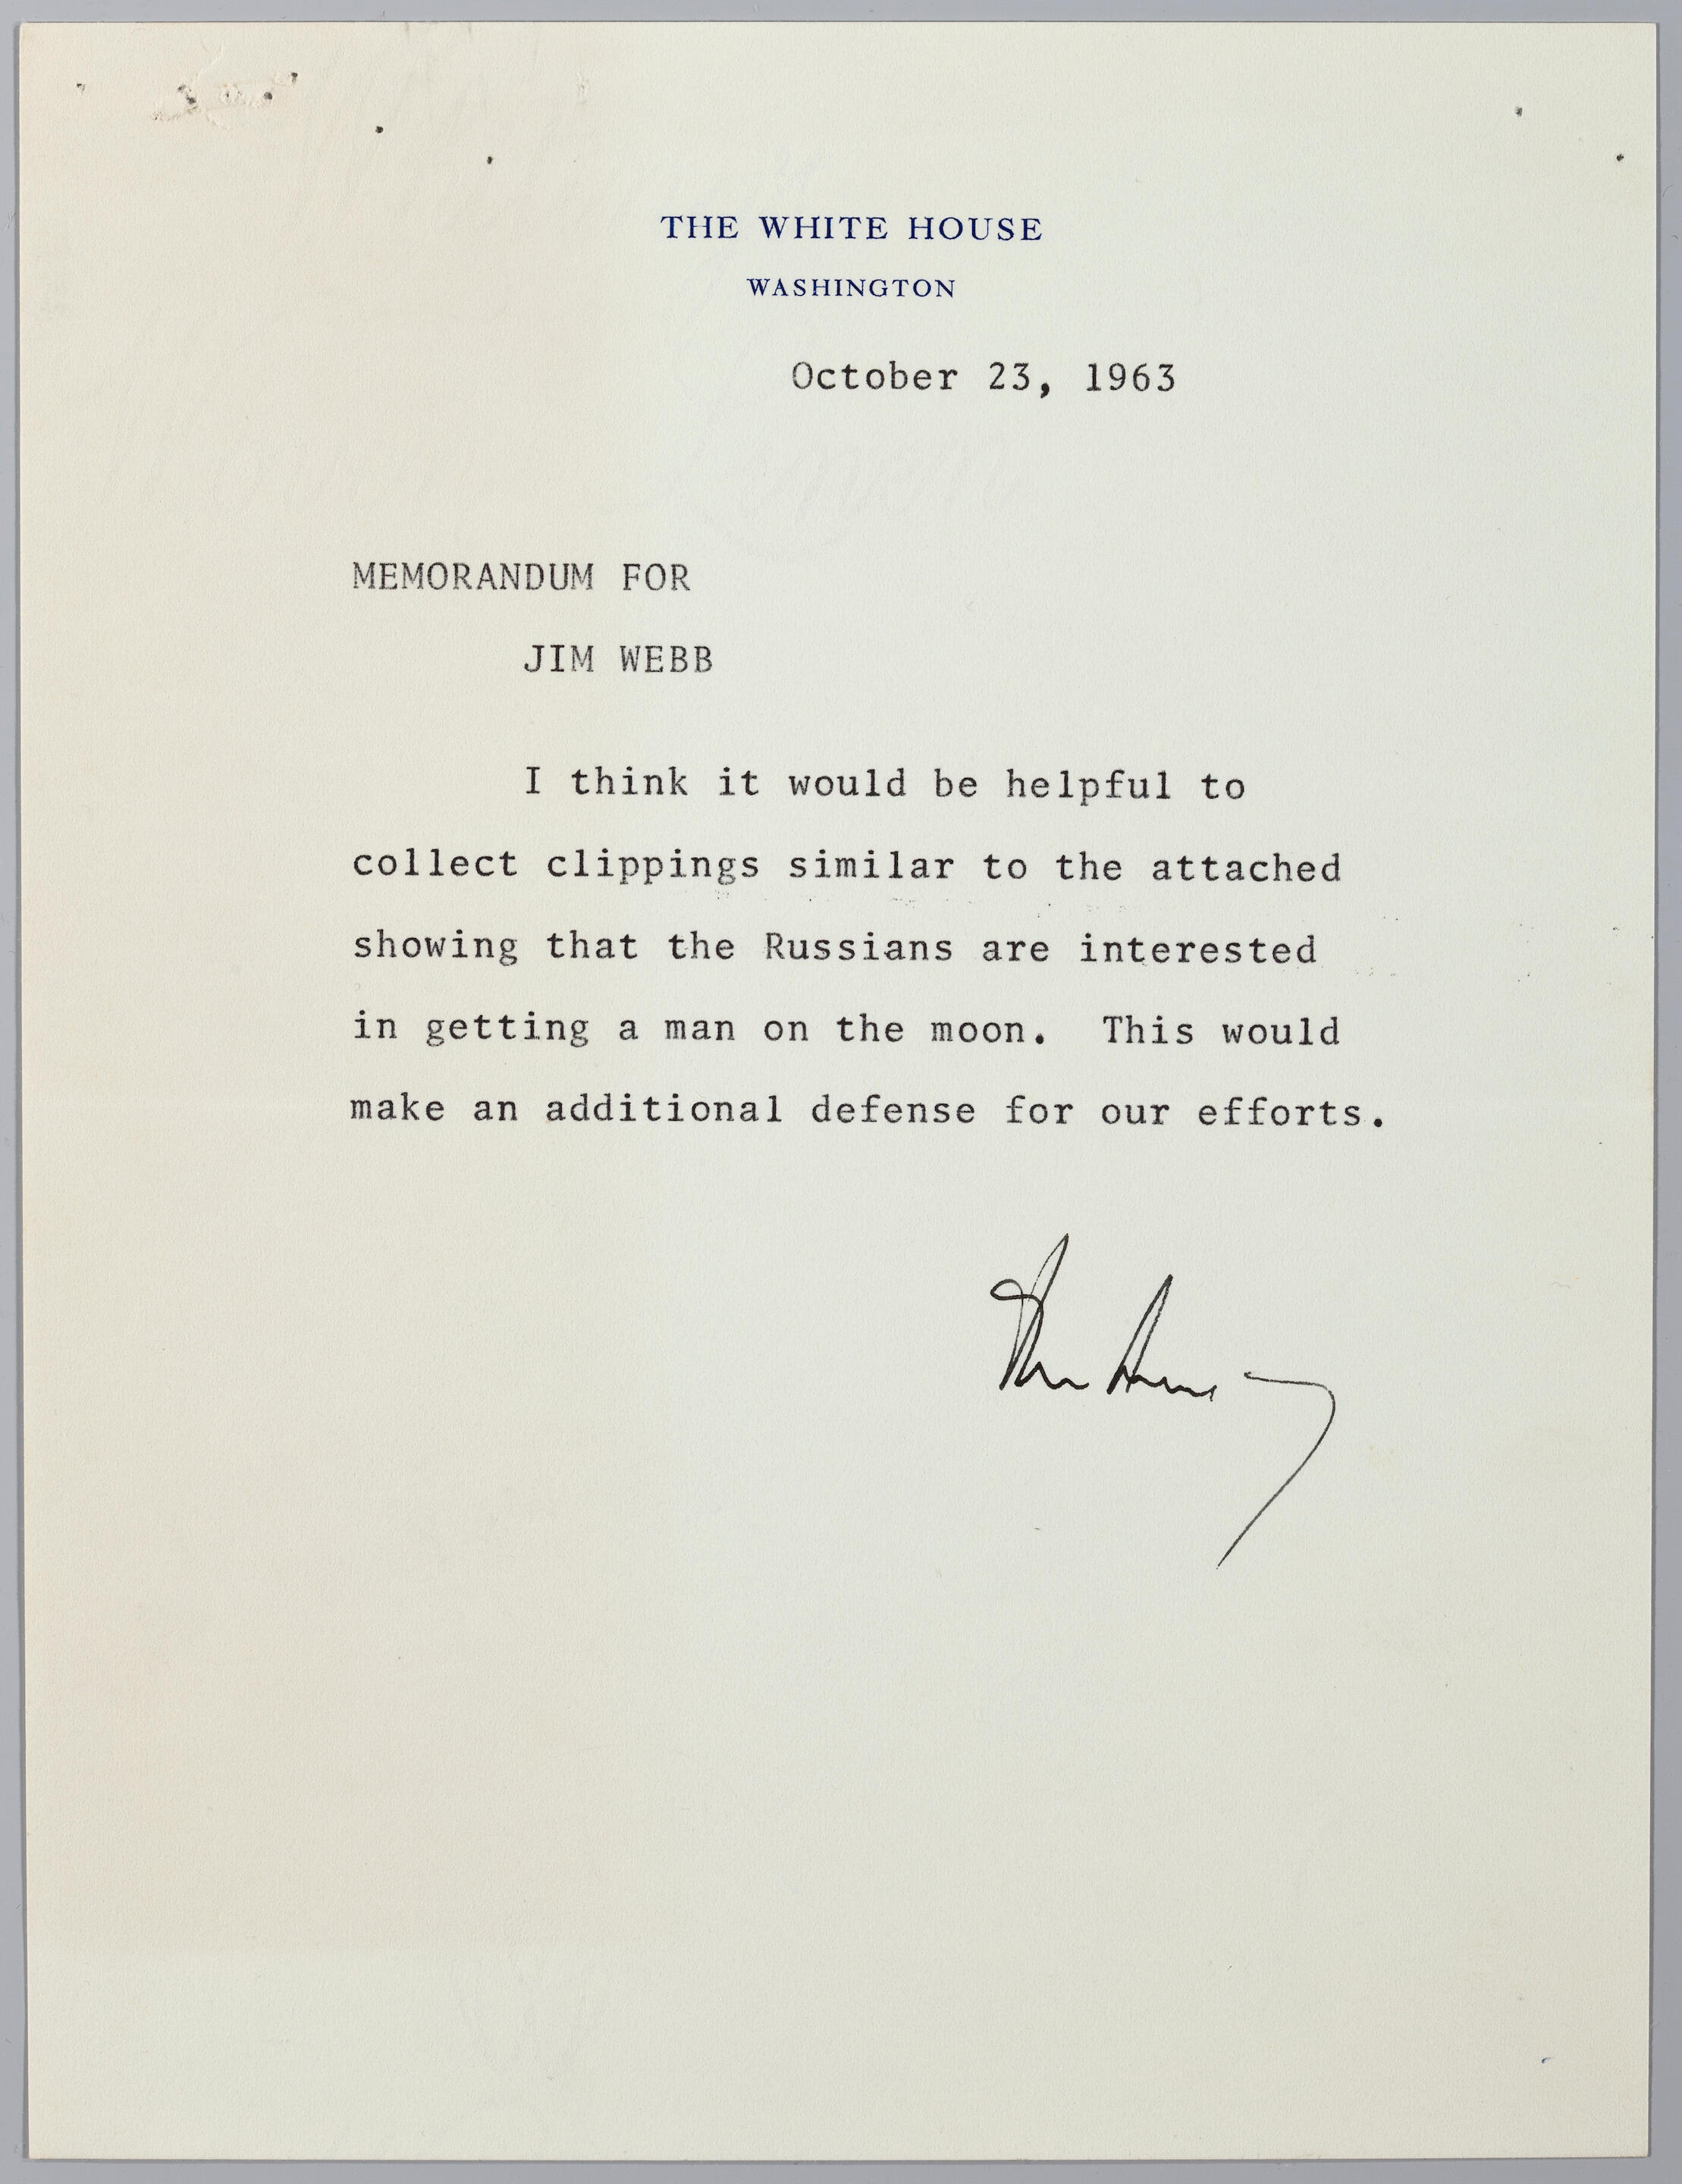 THE WHITE HOUSE
WASHINGTON
October 23, 1963
MEMORANDUM FOR
JIM WEBB
I think it would be helpful to
collect clippings similar to the attached
showing that the Russians are interested
in getting a man on the moon.  This would
make an additional defense for our efforts.